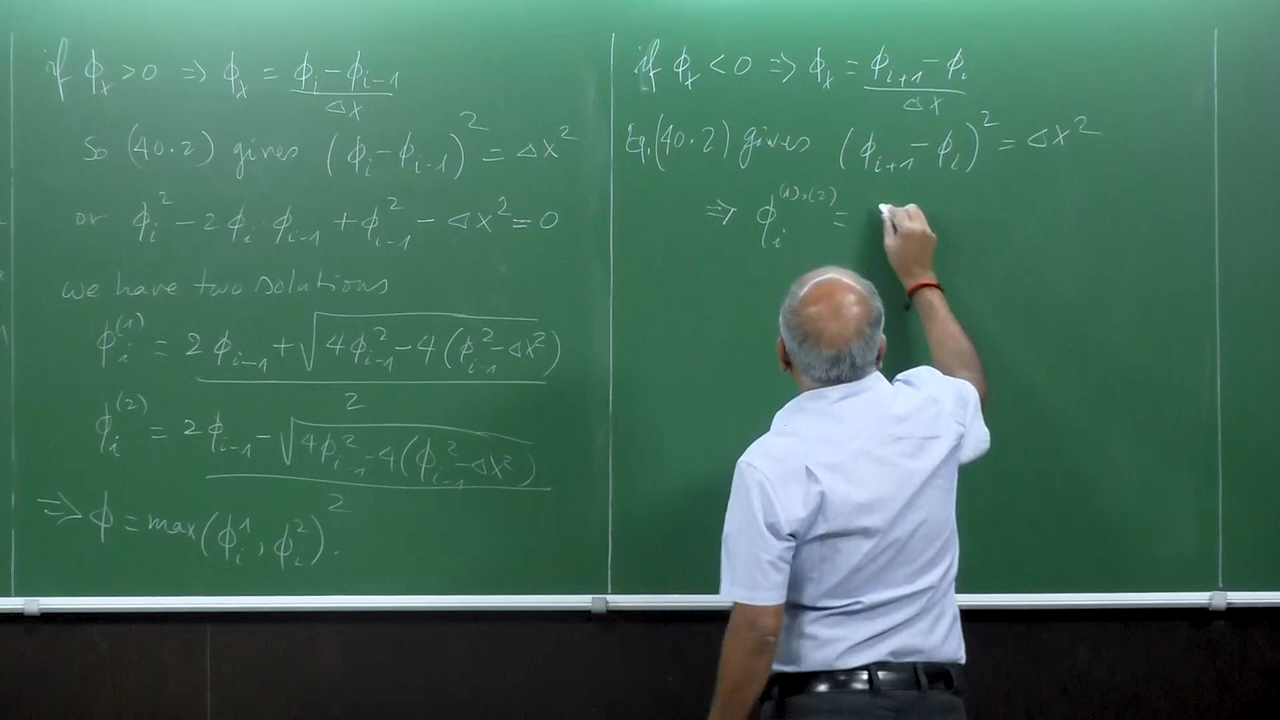 if ϕₓ > 0 ⇒ ϕₓ = (ϕᵢ − ϕᵢ₋₁)/Δx
So (40.2) gives (ϕᵢ − ϕᵢ₋₁)² = Δx²
or ϕᵢ² − 2ϕᵢ ϕᵢ₋₁ + ϕᵢ₋₁² − Δx² = 0
we have two solutions
ϕᵢ⁽¹⁾ = (2ϕᵢ₋₁ + √(4ϕᵢ₋₁² − 4(ϕᵢ₋₁² − Δx²)))/2
ϕᵢ⁽²⁾ = (2ϕᵢ₋₁ − √(4ϕᵢ₋₁² − 4(ϕᵢ₋₁² − Δx²)))/2
⇒ ϕ = max(ϕᵢ¹, ϕᵢ²).
if ϕₓ < 0 ⇒ ϕₓ = (ϕᵢ₊₁ − ϕᵢ)/Δx
Eq.(40.2) gives (ϕᵢ₊₁ − ϕᵢ)² = Δx²
⇒ ϕᵢ⁽¹⁾,⁽²⁾ =